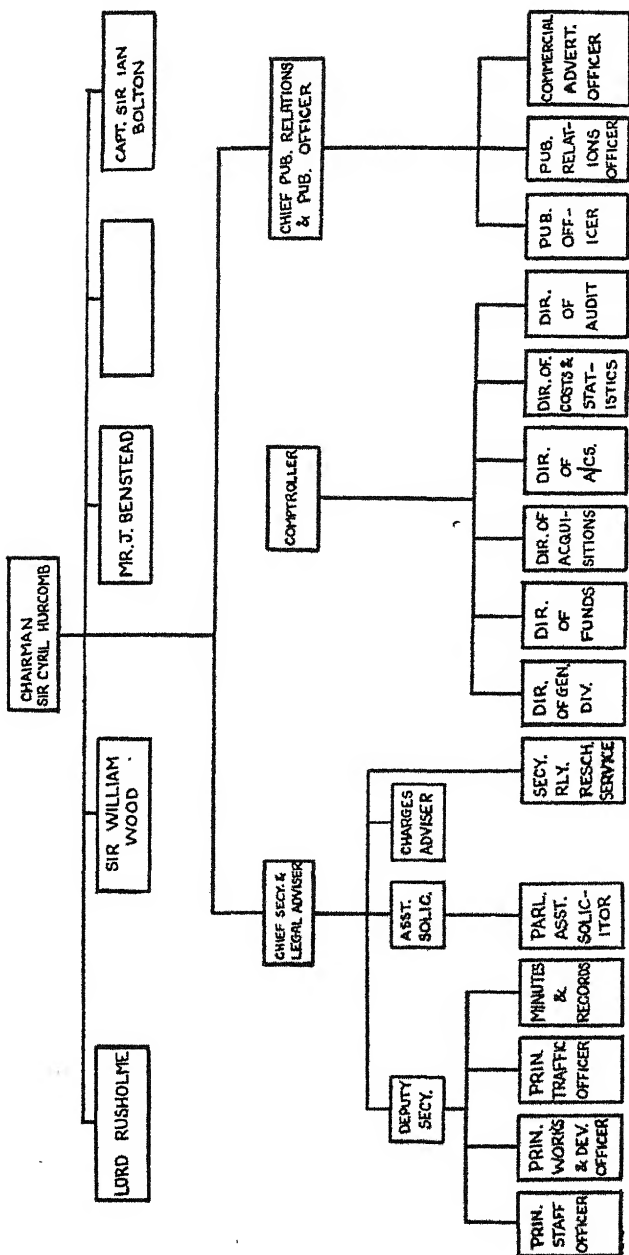 CHAIRMAN
SIR CYRIL HURCOMB
LORD RUSHOLME
SIR WILLIAM
WOOD
MR. J. BENSTEAD
CAPT. SIR IAN
BOLTON
CHIEF SECY. &
LEGAL ADVISER
COMPTROLLER
CHIEF PUB. RELATIONS
& PUB. OFFICER
DEPUTY
SECY.
ASST.
SOLIC.
CHARGES
ADVISER
PRIN.
STAFF
OFFICER
PRIN.
WORKS
& DEV.
OFFICER
PRIN.
TRAFFIC
OFFICER
MINUTES
&
RECORDS
PARL.
ASST.
SOLIC-
ITOR
SECY.
RLY.
RESCH.
SERVICE
DIR.
OF GEN.
DIV.
DIR.
OF
FUNDS
DIR. OF
ACQUI-
SITIONS
DIR.
OF
A/CS.
DIR. OF.
COSTS &
STAT-
ISTICS
DIR.
OF
AUDIT
PUB.
OFF-
ICER
PUB.
RELAT-
IONS
OFFICER
COMMERCIAL
ADVERT.
OFFICER